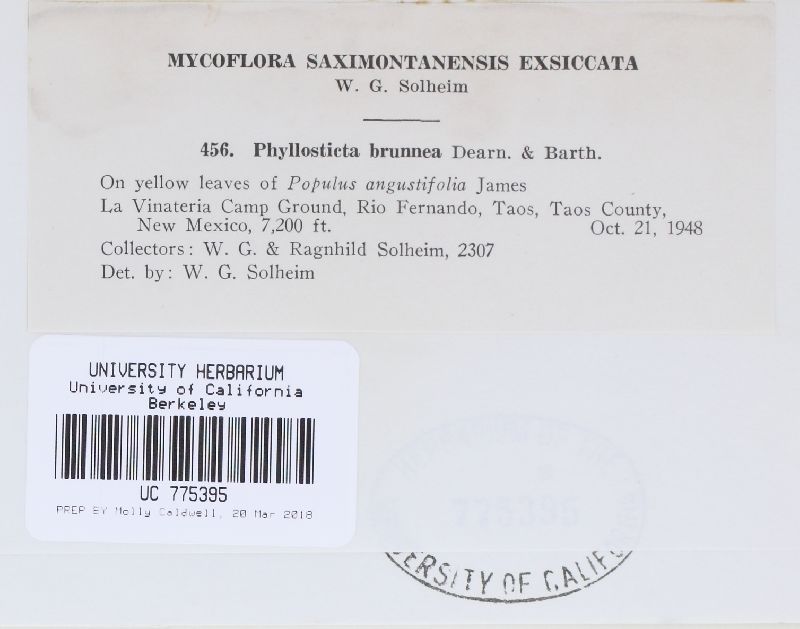 MYCOFLORA SAXIMONTANENSIS EXSICCATA
W. G. Solheim
456. Phyllosticta brunnea Dearn. & Barth.
On yellow leaves of Populus angustifolia James
La Vinateria Camp Ground, Rio Fernando, Taos, Taos County,
New Mexico, 7,200 ft. Oct. 21, 1948
Collectors: W. G. & Ragnhild Solheim, 2307
Det. by: W. G. Solheim
UNIVERSITY HERBARIUM
University of California
Berkeley
UC 775395
PREP BY Molly Caldwell, 20 Mar 2018
HERBARIUM OF THE
775395
ERSITY OF CALIF